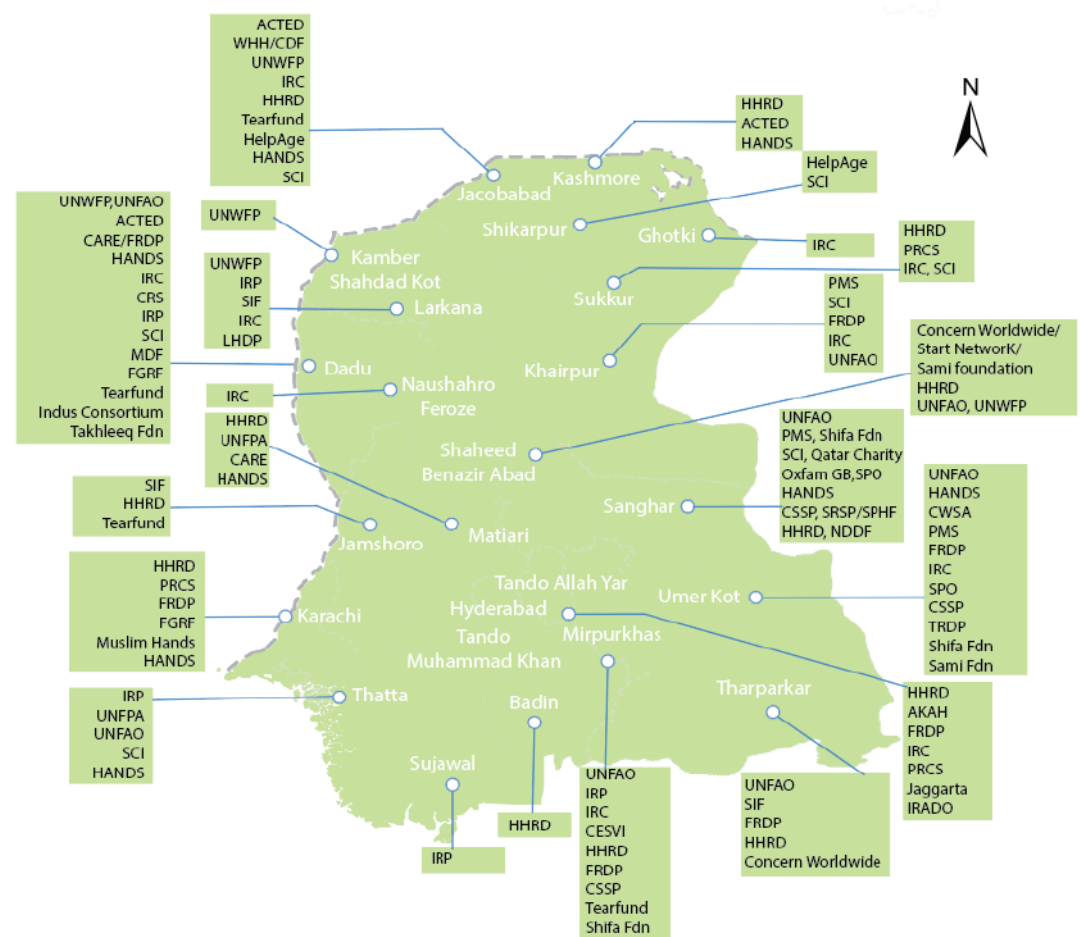 ACTED
WHH/CDF
UNWFP
IRC
HHRD
Tearfund
HelpAge
HANDS
SCI
N
HHRD
ACTED
HANDS
HelpAge
SCI
Kashmore
Jacobabad
UNWFP,UNFAO
ACTED
CARE/FRDP
HANDS
IRC
CRS
IRP
SCI
MDF
FGRF
Tearfund
Indus Consortium
Takhleeq Fdn
UNWFP
Shikarpur
Ghotki
IRC
HHRD
PRCS
IRC, SCI
Kamber
Shahdad Kot
UNWFP
IRP
SIF
IRC
LHDP
Larkana
Sukkur
PMS
SCI
FRDP
IRC
UNFAO
Dadu
Khairpur
Concern Worldwide/
Start NetworK/
Sami foundation
HHRD
UNFAO, UNWFP
IRC
Naushahro
Feroze
HHRD
UNFPA
CARE
HANDS
Shaheed
Benazir Abad
UNFAO
PMS, Shifa Fdn
SCI, Qatar Charity
Oxfam GB,SPO
HANDS
CSSP, SRSP/SPHF
HHRD, NDDF
Sanghar
SIF
HHRD
Tearfund
Jamshoro
Matiari
UNFAO
HANDS
CWSA
PMS
FRDP
IRC
SPO
CSSP
TRDP
Shifa Fdn
Sami Fdn
HHRD
PRCS
FRDP
FGRF
Muslim Hands
HANDS
Karachi
Tando Allah Yar
Hyderabad
Tando
Muhammad Khan
Mirpurkhas
Umer Kot
IRP
UNFPA
UNFAO
SCI
HANDS
Thatta
Badin
Tharparkar
HHRD
AKAH
FRDP
IRC
PRCS
Jaggarta
IRADO
Sujawal
IRP
HHRD
UNFAO
IRP
IRC
CESVI
HHRD
FRDP
CSSP
Tearfund
Shifa Fdn
UNFAO
SIF
FRDP
HHRD
Concern Worldwide